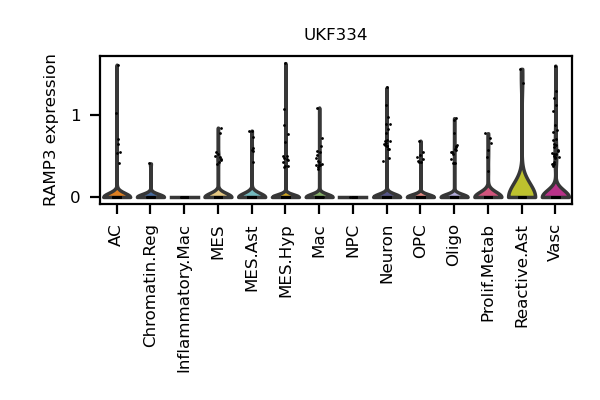 UKF334
RAMP3 expression
1
0
AC
Chromatin.Reg
Inflammatory.Mac
MES
MES.Ast
MES.Hyp
Mac
NPC
Neuron
OPC
Oligo
Prolif.Metab
Reactive.Ast
Vasc